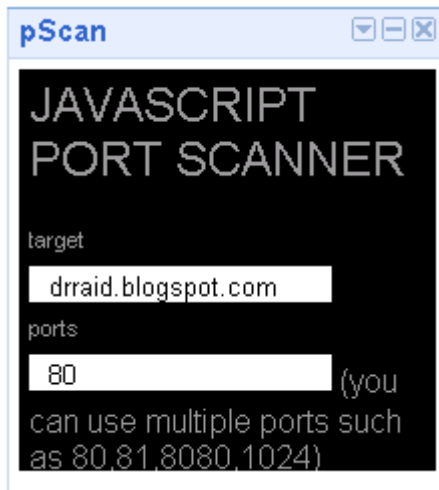 pScan
JAVASCRIPT
PORT SCANNER
target
drraid.blogspot.com
ports
80 (you
can use multiple ports such
as 80,81,8080,1024)